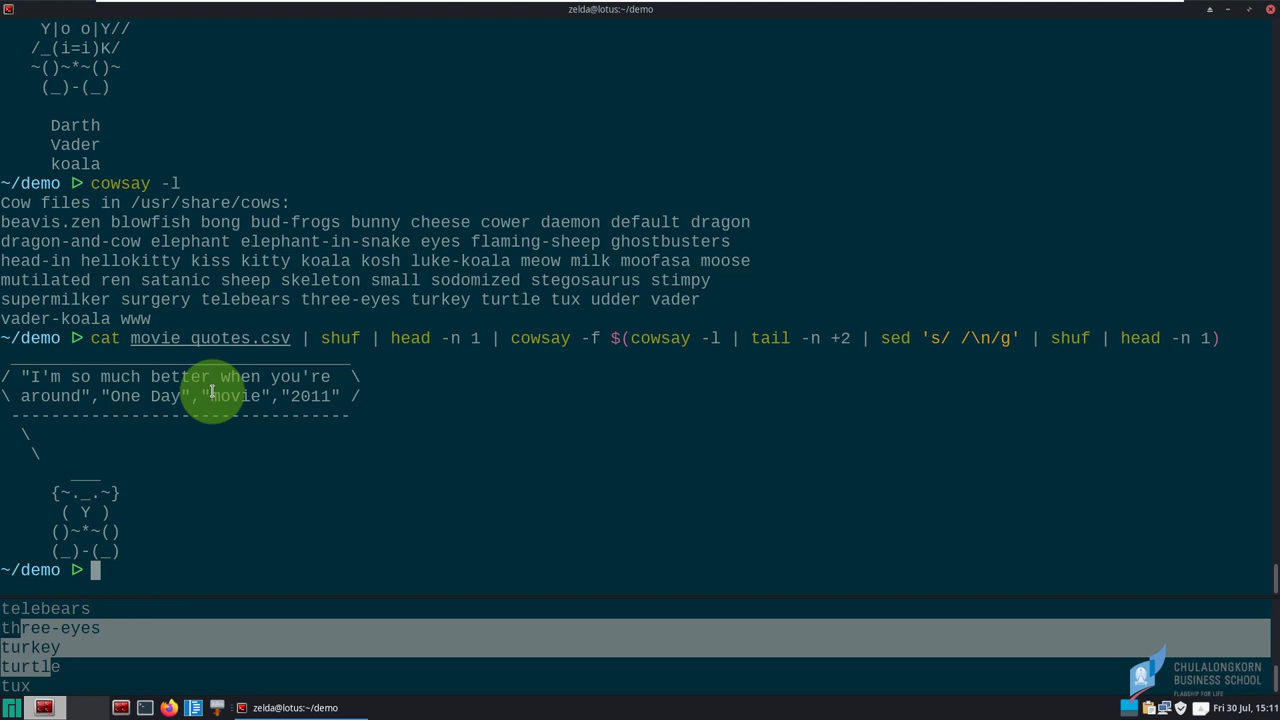 zelda@lotus:~/demo
Y|o o|Y//
/_(i=i)K/
~()~*~()~
(_)-(_)
Darth
Vader
koala
~/demo ▷ cowsay -l
Cow files in /usr/share/cows:
beavis.zen blowfish bong bud-frogs bunny cheese cower daemon default dragon
dragon-and-cow elephant elephant-in-snake eyes flaming-sheep ghostbusters
head-in hellokitty kiss kitty koala kosh luke-koala meow milk moofasa moose
mutilated ren satanic sheep skeleton small sodomized stegosaurus stimpy
supermilker surgery telebears three-eyes turkey turtle tux udder vader
vader-koala www
~/demo ▷ cat movie_quotes.csv | shuf | head -n 1 | cowsay -f $(cowsay -l | tail -n +2 | sed 's/ /\n/g' | shuf | head -n 1)
 __________________________________
/ "I'm so much better when you're  \
\ around","One Day","movie","2011" /
 ----------------------------------
  \
   \
       ___
     {~._.~}
      ( Y )
     ()~*~()
     (_)-(_)
~/demo ▷
telebears
three-eyes
turkey
turtle
tux
CHULALONGKORN
BUSINESS SCHOOL
FLAGSHIP FOR LIFE
zelda@lotus:~/demo
Fri 30 Jul, 15:11